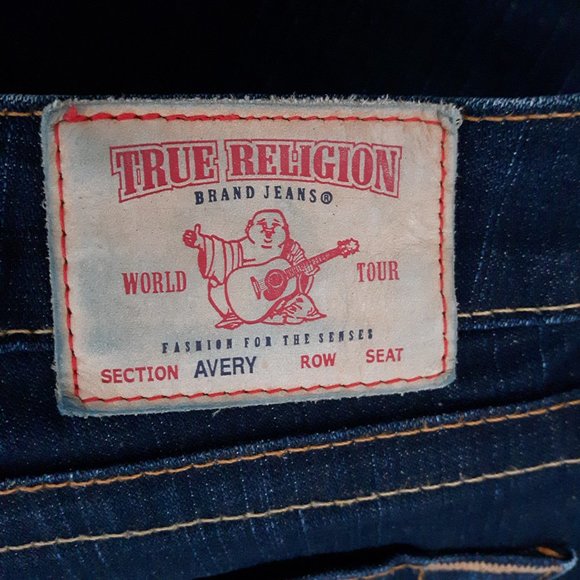 TRUE RELIGION
BRAND JEANS®
WORLD TOUR
FASHION FOR THE SENSES
SECTION AVERY ROW SEAT